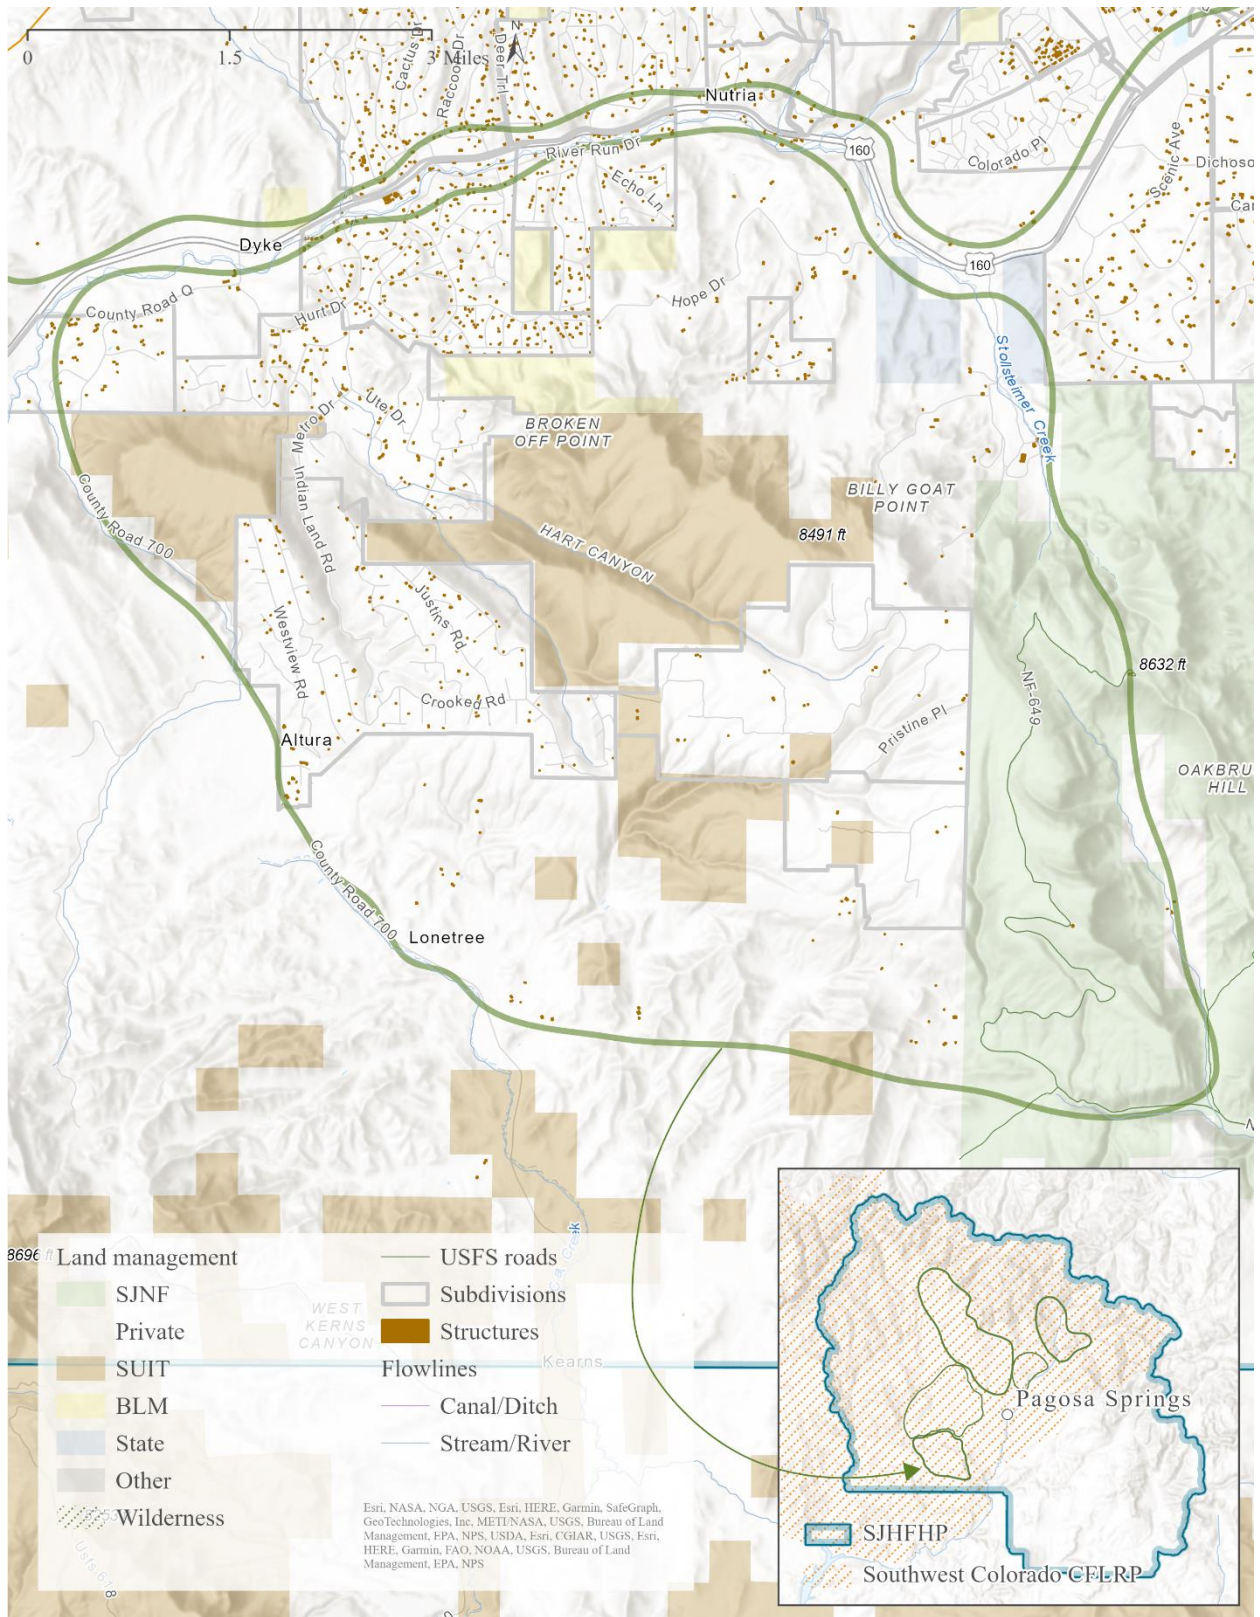 N
0 1.5 3 Miles
Cactus Dr
Raccoon Dr
Deer Trl
Nutria
River Run Dr
160
Colorado Pl
Scenic Ave
Dichoso
Echo Ln
Dyke
160
County Road Q
Hurt Dr
Hope Dr
Stollsteimer Creek
Metro Dr
Ute Dr
BROKEN
OFF POINT
BILLY GOAT
POINT
County Road 700
Indian Land Rd
HART CANYON
8491 ft
Westview Rd
Justins Rd
NF-649
8632 ft
Crooked Rd
Altura
Pristine Pl
OAKBRU
HILL
County Road 700
Lonetree
N
8696 ft
Creek
Land management
SJNF
Private
SUIT
BLM
State
Other
Wilderness
USFS roads
Subdivisions
Structures
Flowlines
Canal/Ditch
Stream/River
WEST
KERNS
CANYON
Kearns
Usfs 618
Esri, NASA, NGA, USGS, Esri, HERE, Garmin, SafeGraph,
GeoTechnologies, Inc, METI/NASA, USGS, Bureau of Land
Management, EPA, NPS, USDA, Esri, CGIAR, USGS, Esri,
HERE, Garmin, FAO, NOAA, USGS, Bureau of Land
Management, EPA, NPS
Pagosa Springs
SJHFHP
Southwest Colorado CFLRP